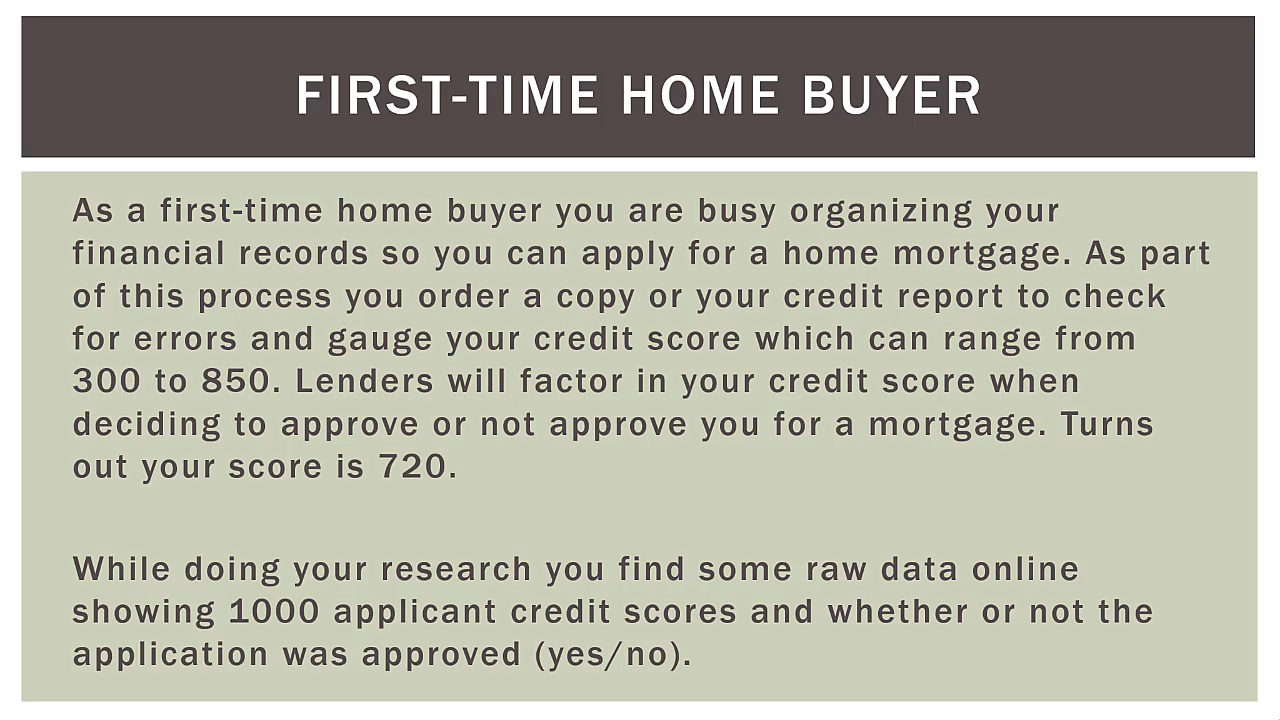 FIRST-TIME HOME BUYER
As a first-time home buyer you are busy organizing your
financial records so you can apply for a home mortgage. As part
of this process you order a copy or your credit report to check
for errors and gauge your credit score which can range from
300 to 850. Lenders will factor in your credit score when
deciding to approve or not approve you for a mortgage. Turns
out your score is 720.
While doing your research you find some raw data online
showing 1000 applicant credit scores and whether or not the
application was approved (yes/no).